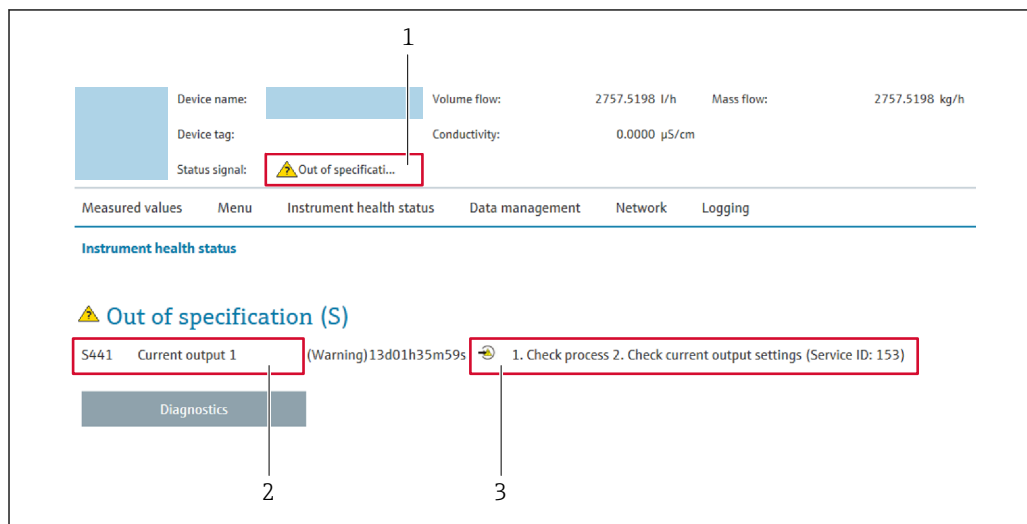 1
Device name: Volume flow: 2757.5198 l/h Mass flow: 2757.5198 kg/h
Device tag: Conductivity: 0.0000 µS/cm
Status signal: Out of specificati...
Measured values Menu Instrument health status Data management Network Logging
Instrument health status
Out of specification (S)
S441 Current output 1 (Warning)13d01h35m59s 1. Check process 2. Check current output settings (Service ID: 153)
Diagnostics
2 3